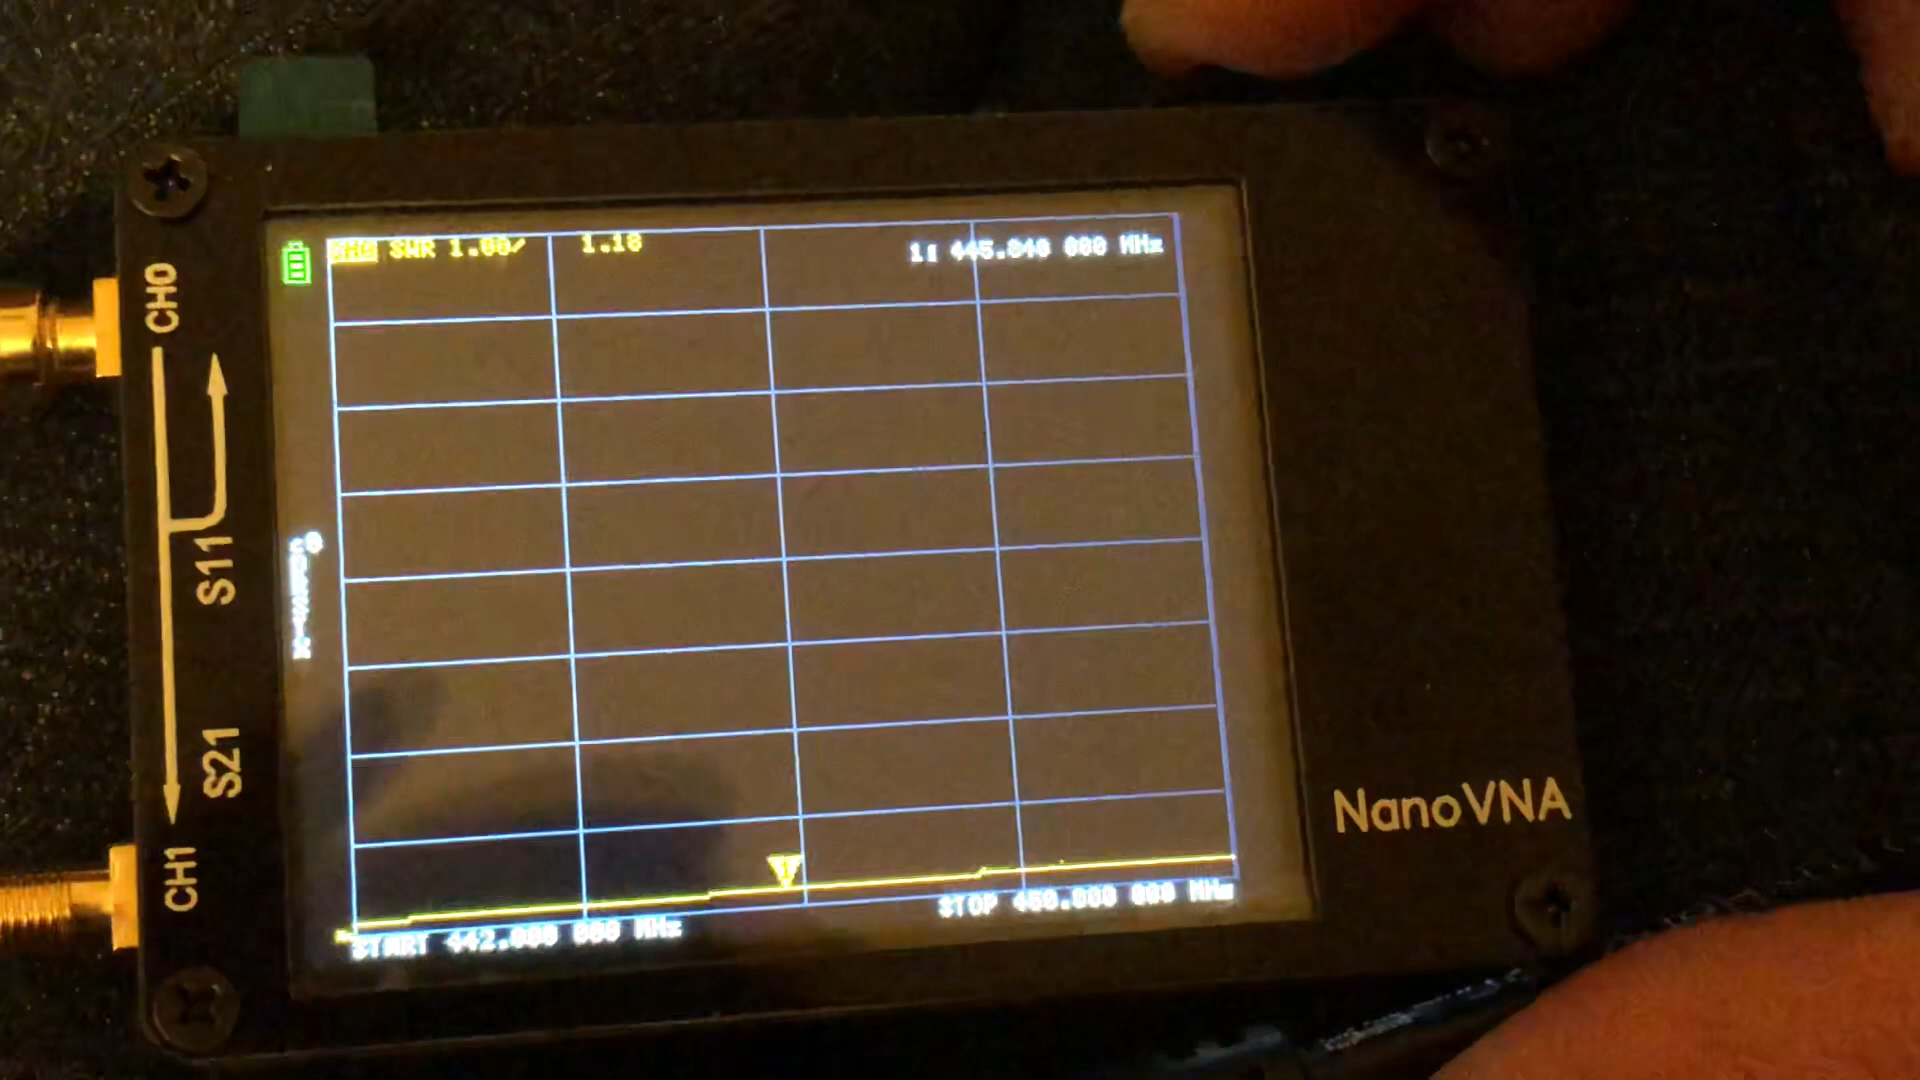 CH0 SWR 1.00/ 1.18
1: 445.840 000 MHz
CH0
S11
S21
CH1
NanoVNA
START 442.000 000 MHz
STOP 450.000 000 MHz